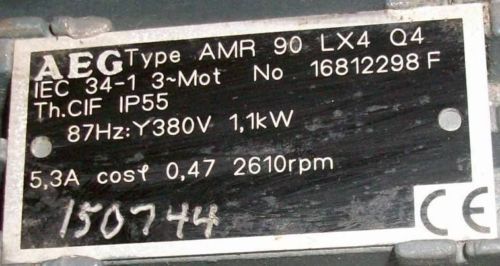 AEG Type AMR 90 LX4 Q4
IEC 34-1 3~Mot No 16812298 F
Th.CIF IP55
87Hz:Y380V 1,1kW
5,3A cosφ 0,47 2610rpm
150744
CE